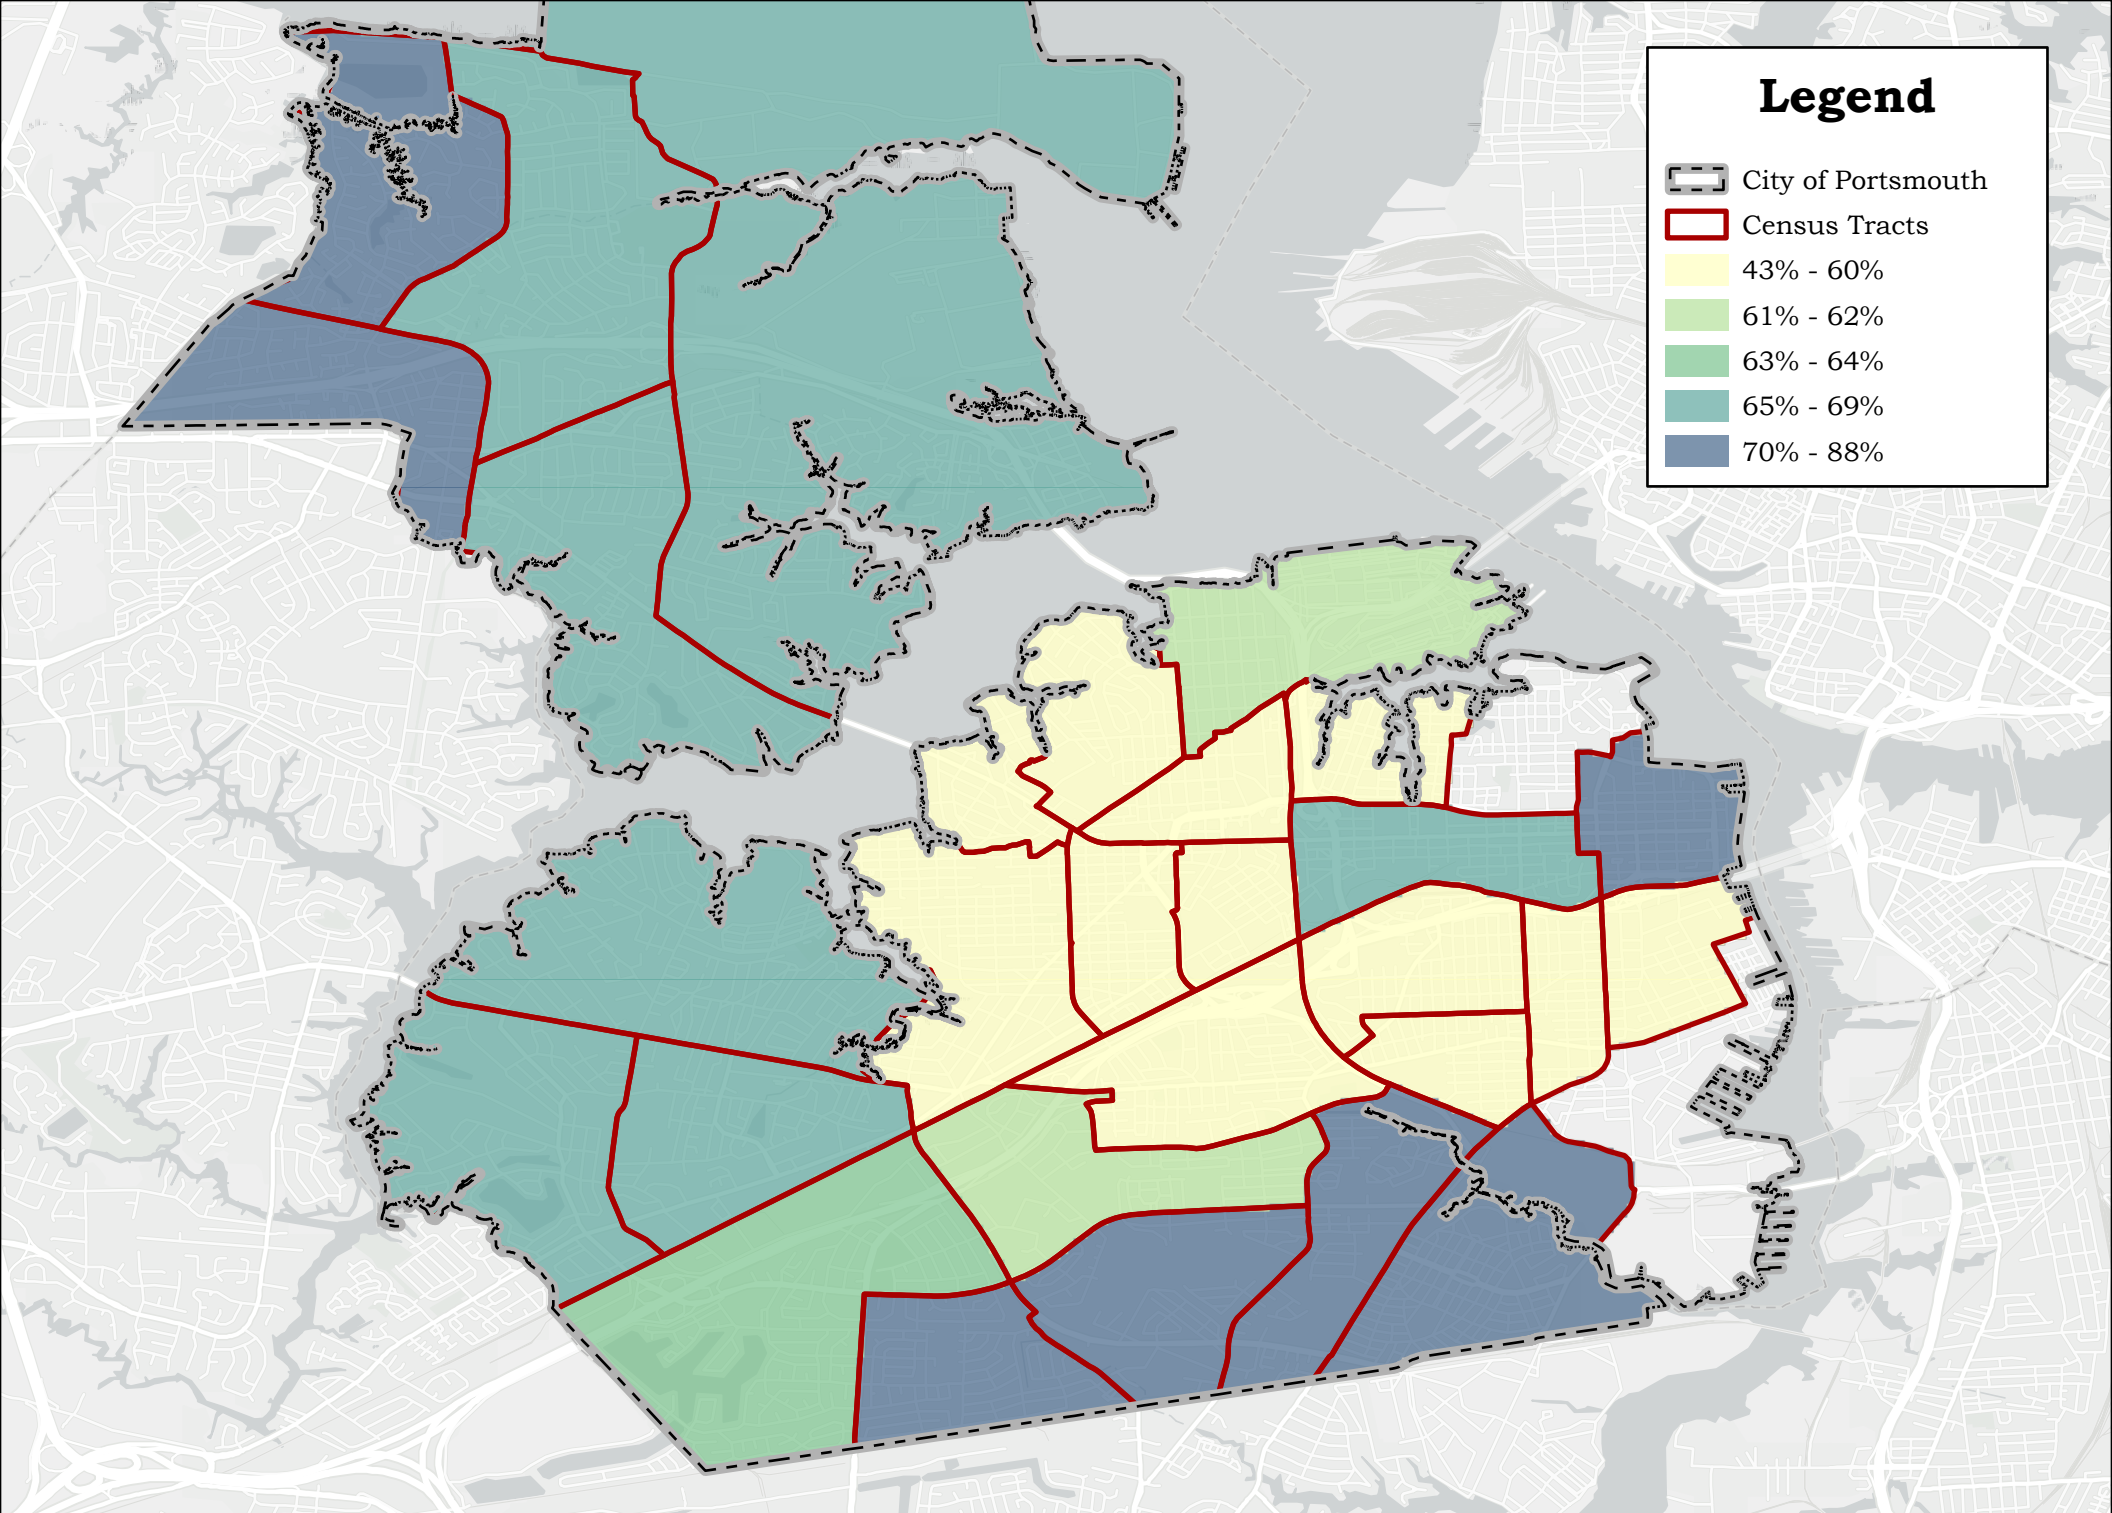 Legend
City of Portsmouth
Census Tracts
43% - 60%
61% - 62%
63% - 64%
65% - 69%
70% - 88%